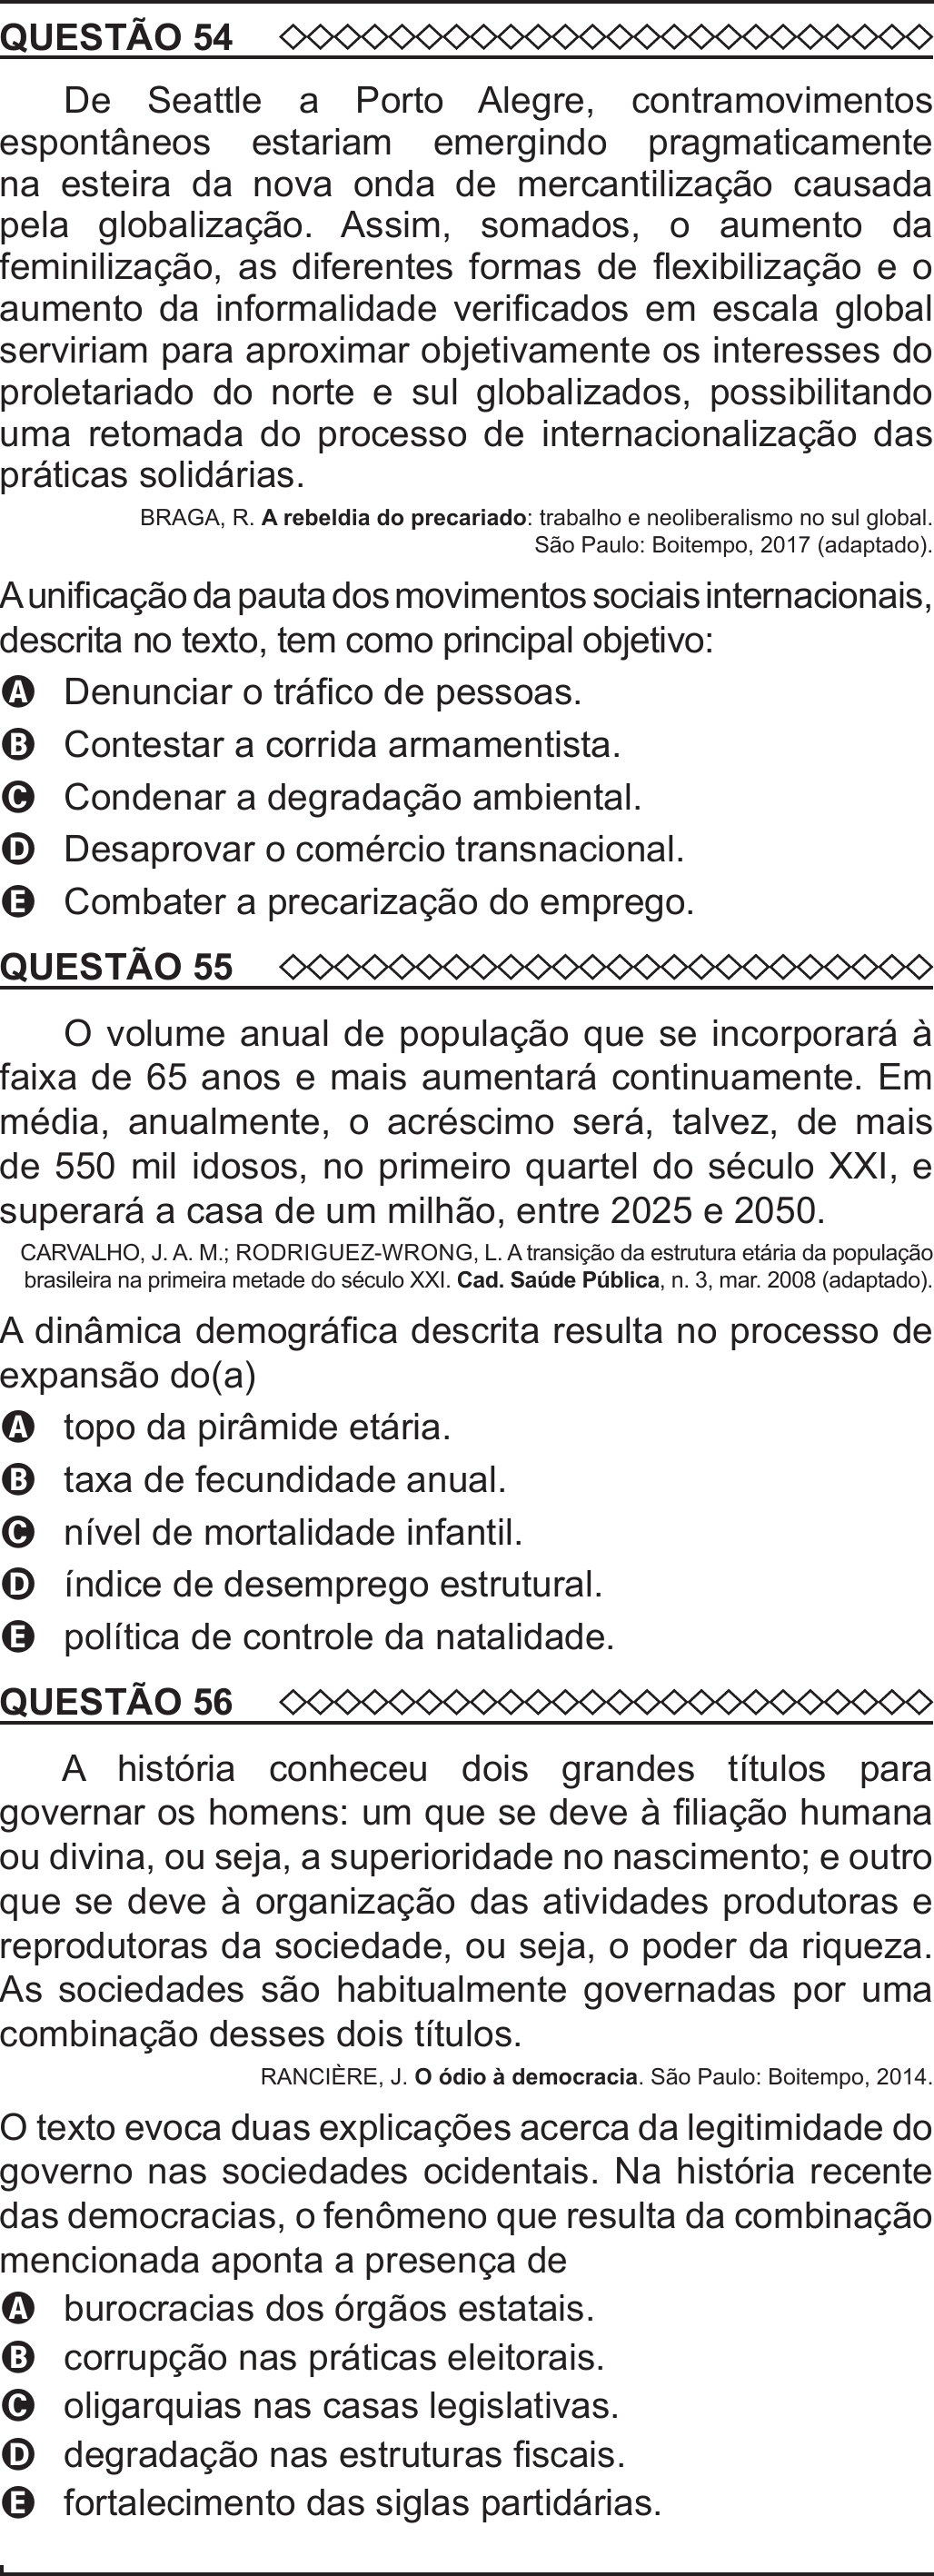 QUESTÃO 54
De Seattle a Porto Alegre, contramovimentos
espontâneos estariam emergindo pragmaticamente
na esteira da nova onda de mercantilização causada
pela globalização. Assim, somados, o aumento da
feminilização, as diferentes formas de flexibilização e o
aumento da informalidade verificados em escala global
serviriam para aproximar objetivamente os interesses do
proletariado do norte e sul globalizados, possibilitando
uma retomada do processo de internacionalização das
práticas solidárias.
BRAGA, R. A rebeldia do precariado: trabalho e neoliberalismo no sul global.
São Paulo: Boitempo, 2017 (adaptado).
A unificação da pauta dos movimentos sociais internacionais,
descrita no texto, tem como principal objetivo:
A Denunciar o tráfico de pessoas.
B Contestar a corrida armamentista.
C Condenar a degradação ambiental.
D Desaprovar o comércio transnacional.
E Combater a precarização do emprego.
QUESTÃO 55
O volume anual de população que se incorporará à
faixa de 65 anos e mais aumentará continuamente. Em
média, anualmente, o acréscimo será, talvez, de mais
de 550 mil idosos, no primeiro quartel do século XXI, e
superará a casa de um milhão, entre 2025 e 2050.
CARVALHO, J. A. M.; RODRIGUEZ-WRONG, L. A transição da estrutura etária da população
brasileira na primeira metade do século XXI. Cad. Saúde Pública, n. 3, mar. 2008 (adaptado).
A dinâmica demográfica descrita resulta no processo de
expansão do(a)
A topo da pirâmide etária.
B taxa de fecundidade anual.
C nível de mortalidade infantil.
D índice de desemprego estrutural.
E política de controle da natalidade.
QUESTÃO 56
A história conheceu dois grandes títulos para
governar os homens: um que se deve à filiação humana
ou divina, ou seja, a superioridade no nascimento; e outro
que se deve à organização das atividades produtoras e
reprodutoras da sociedade, ou seja, o poder da riqueza.
As sociedades são habitualmente governadas por uma
combinação desses dois títulos.
RANCIÈRE, J. O ódio à democracia. São Paulo: Boitempo, 2014.
O texto evoca duas explicações acerca da legitimidade do
governo nas sociedades ocidentais. Na história recente
das democracias, o fenômeno que resulta da combinação
mencionada aponta a presença de
A burocracias dos órgãos estatais.
B corrupção nas práticas eleitorais.
C oligarquias nas casas legislativas.
D degradação nas estruturas fiscais.
E fortalecimento das siglas partidárias.